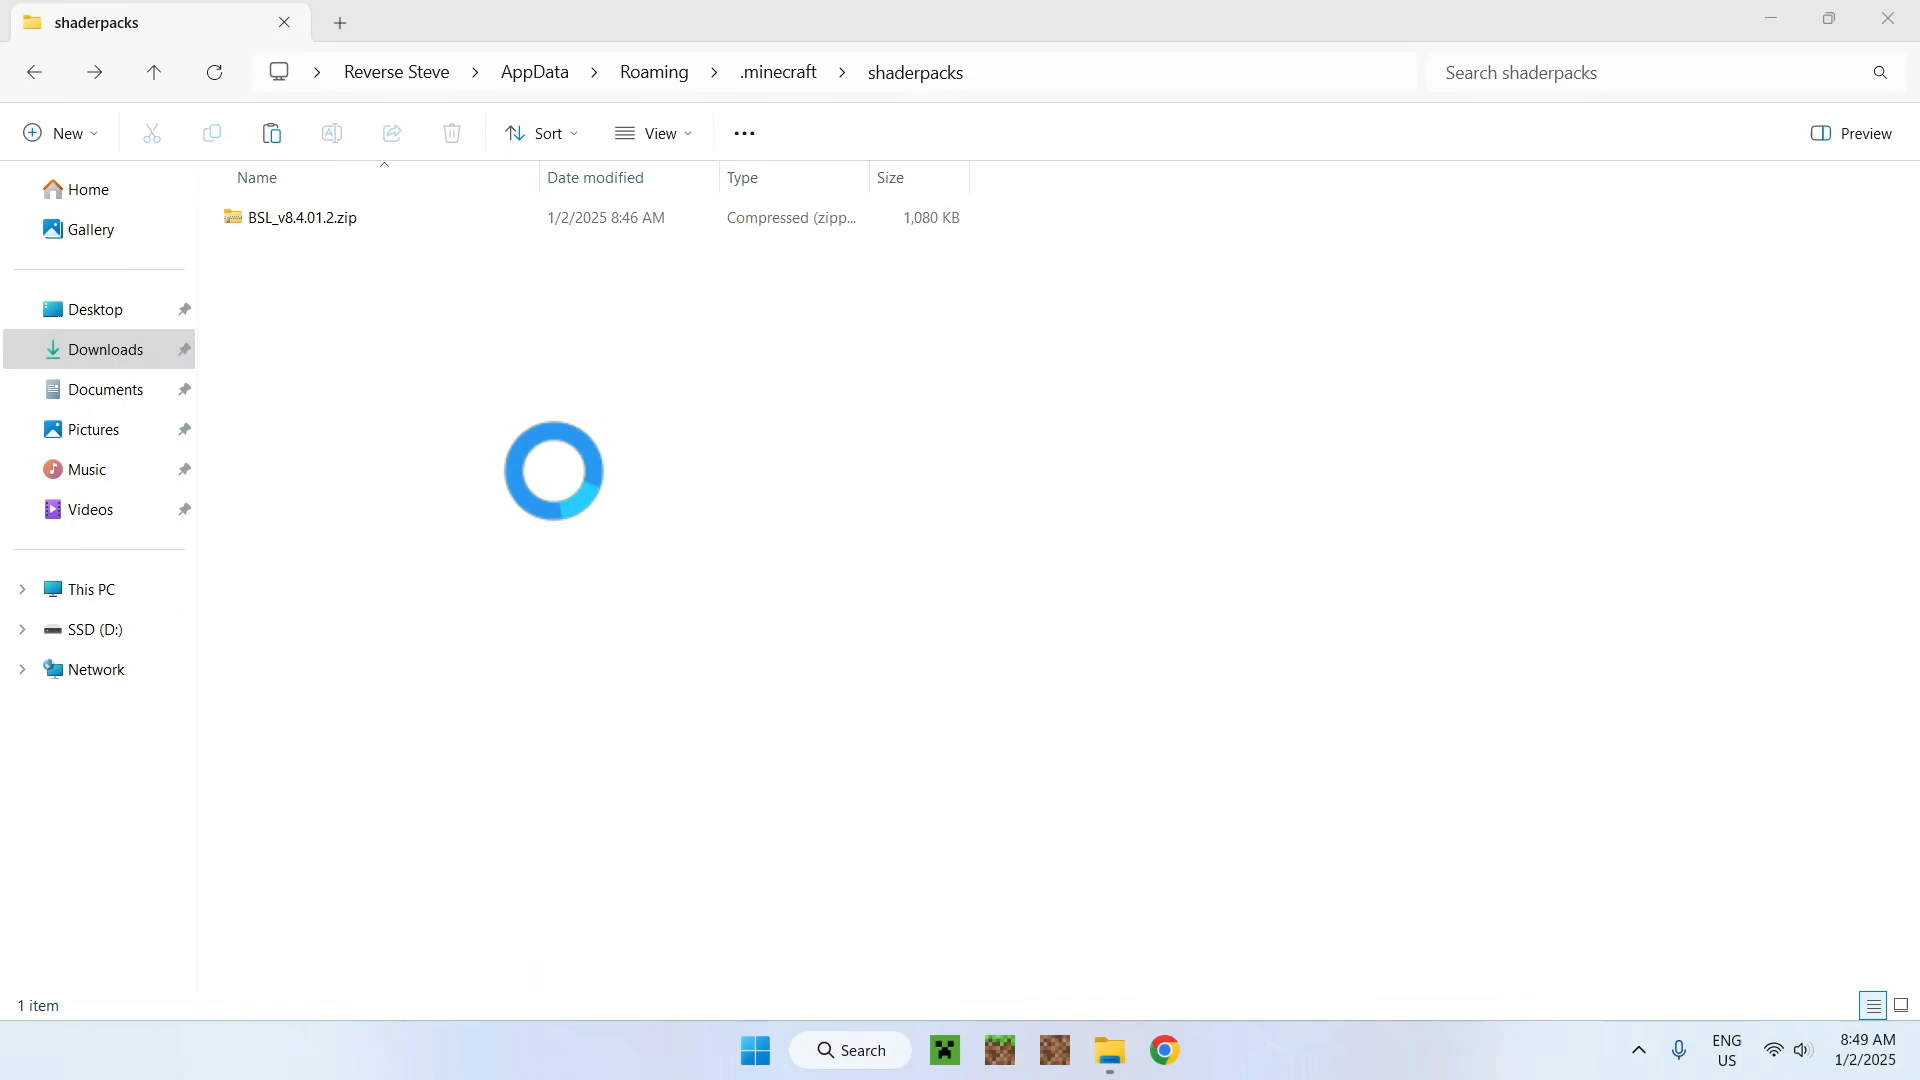 shaderpacks
Reverse Steve AppData Roaming .minecraft shaderpacks
Search shaderpacks
New
Sort
View
Preview
Name Date modified Type Size
BSL_v8.4.01.2.zip 1/2/2025 8:46 AM Compressed (zipp... 1,080 KB
Home
Gallery
Desktop
Downloads
Documents
Pictures
Music
Videos
This PC
SSD (D:)
Network
1 item
Search
ENG
US
8:49 AM
1/2/2025